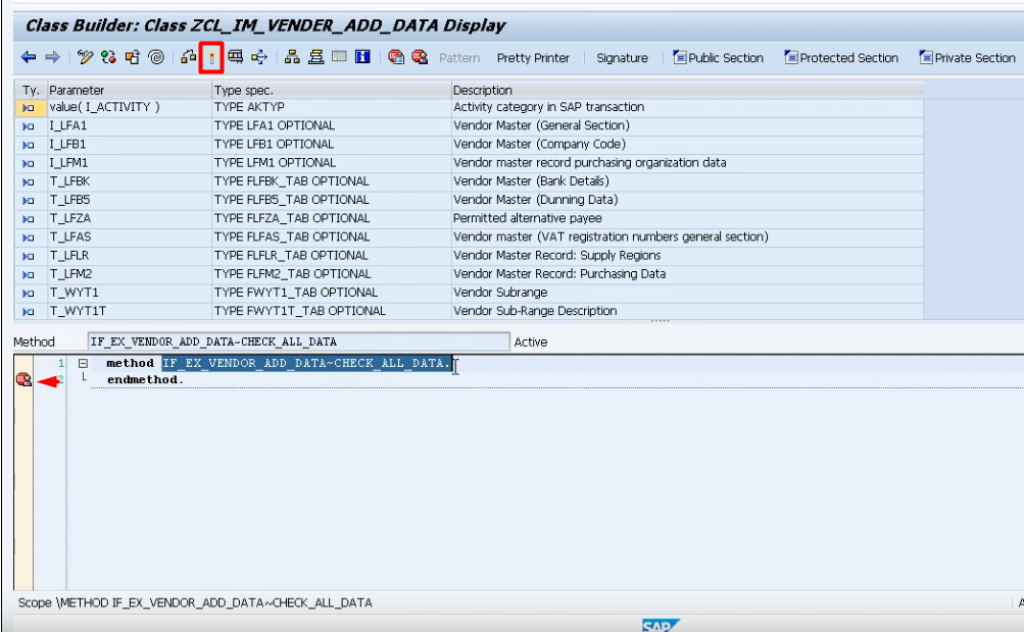 Class Builder: Class ZCL_IM_VENDER_ADD_DATA Display
Pattern Pretty Printer Signature Public Section Protected Section Private Section
Ty. Parameter Type spec. Description
value( I_ACTIVITY ) TYPE AKTYP Activity category in SAP transaction
I_LFA1 TYPE LFA1 OPTIONAL Vendor Master (General Section)
I_LFB1 TYPE LFB1 OPTIONAL Vendor Master (Company Code)
I_LFM1 TYPE LFM1 OPTIONAL Vendor master record purchasing organization data
T_LFBK TYPE FLFBK_TAB OPTIONAL Vendor Master (Bank Details)
T_LFB5 TYPE FLFB5_TAB OPTIONAL Vendor Master (Dunning Data)
T_LFZA TYPE FLFZA_TAB OPTIONAL Permitted alternative payee
T_LFAS TYPE FLFAS_TAB OPTIONAL Vendor master (VAT registration numbers general section)
T_LFLR TYPE FLFLR_TAB OPTIONAL Vendor Master Record: Supply Regions
T_LFM2 TYPE FLFM2_TAB OPTIONAL Vendor Master Record: Purchasing Data
T_WYT1 TYPE FWYT1_TAB OPTIONAL Vendor Subrange
T_WYT1T TYPE FWYT1T_TAB OPTIONAL Vendor Sub-Range Description
Method IF_EX_VENDOR_ADD_DATA~CHECK_ALL_DATA Active
1 method IF_EX_VENDOR_ADD_DATA~CHECK_ALL_DATA.
2 endmethod.
Scope \METHOD IF_EX_VENDOR_ADD_DATA~CHECK_ALL_DATA
SAP